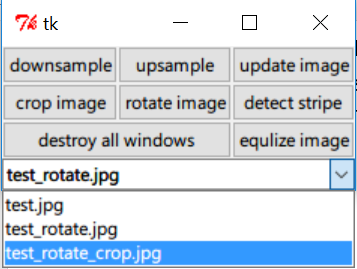 tk
downsample upsample update image
crop image rotate image detect stripe
destroy all windows equlize image
test_rotate.jpg
test.jpg
test_rotate.jpg
test_rotate_crop.jpg